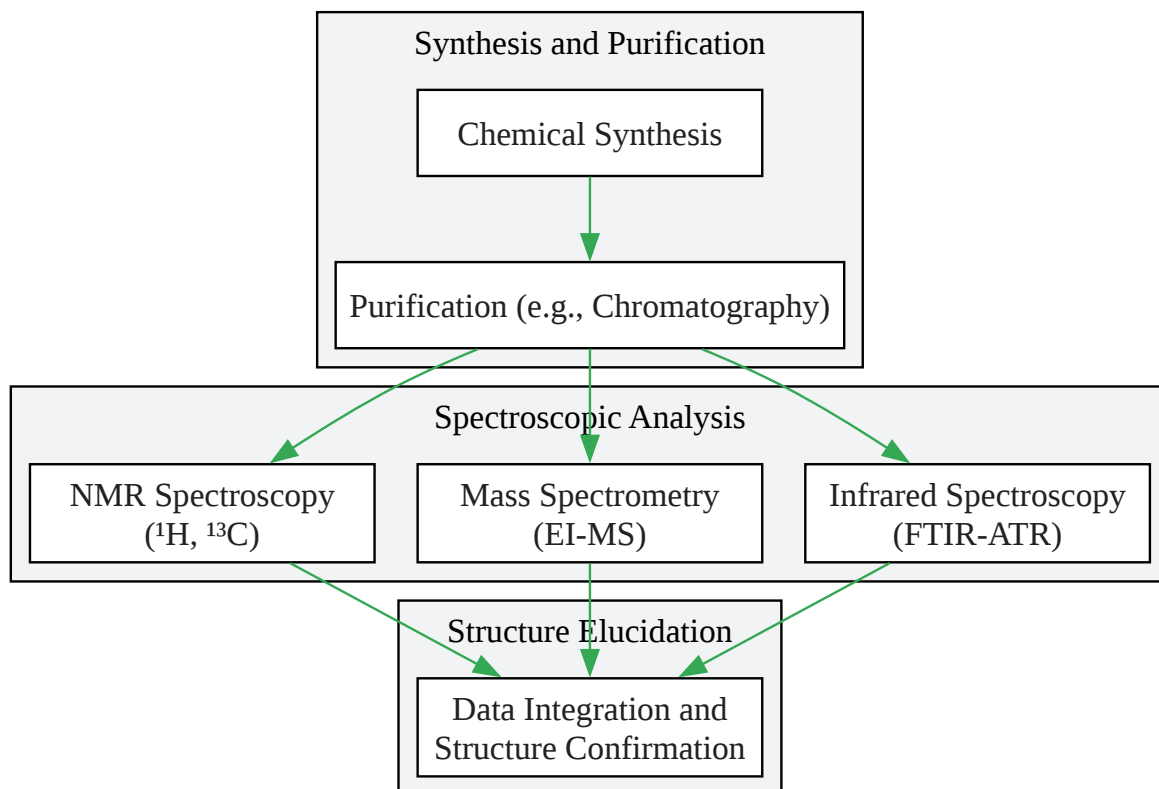 Synthesis and Purification
Chemical Synthesis
Purification (e.g., Chromatography)
Spectroscopic Analysis
NMR Spectroscopy
(¹H, ¹³C)
Mass Spectrometry
(EI-MS)
Infrared Spectroscopy
(FTIR-ATR)
Structure Elucidation
Data Integration and
Structure Confirmation